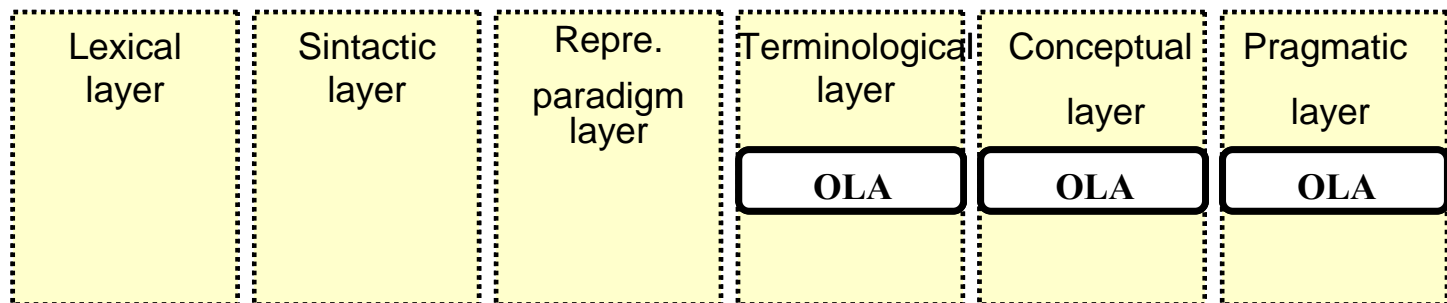 Lexical
layer
Sintactic
layer
Repre.
paradigm
layer
Terminological
layer
Conceptual
layer
Pragmatic
layer
OLA
OLA
OLA